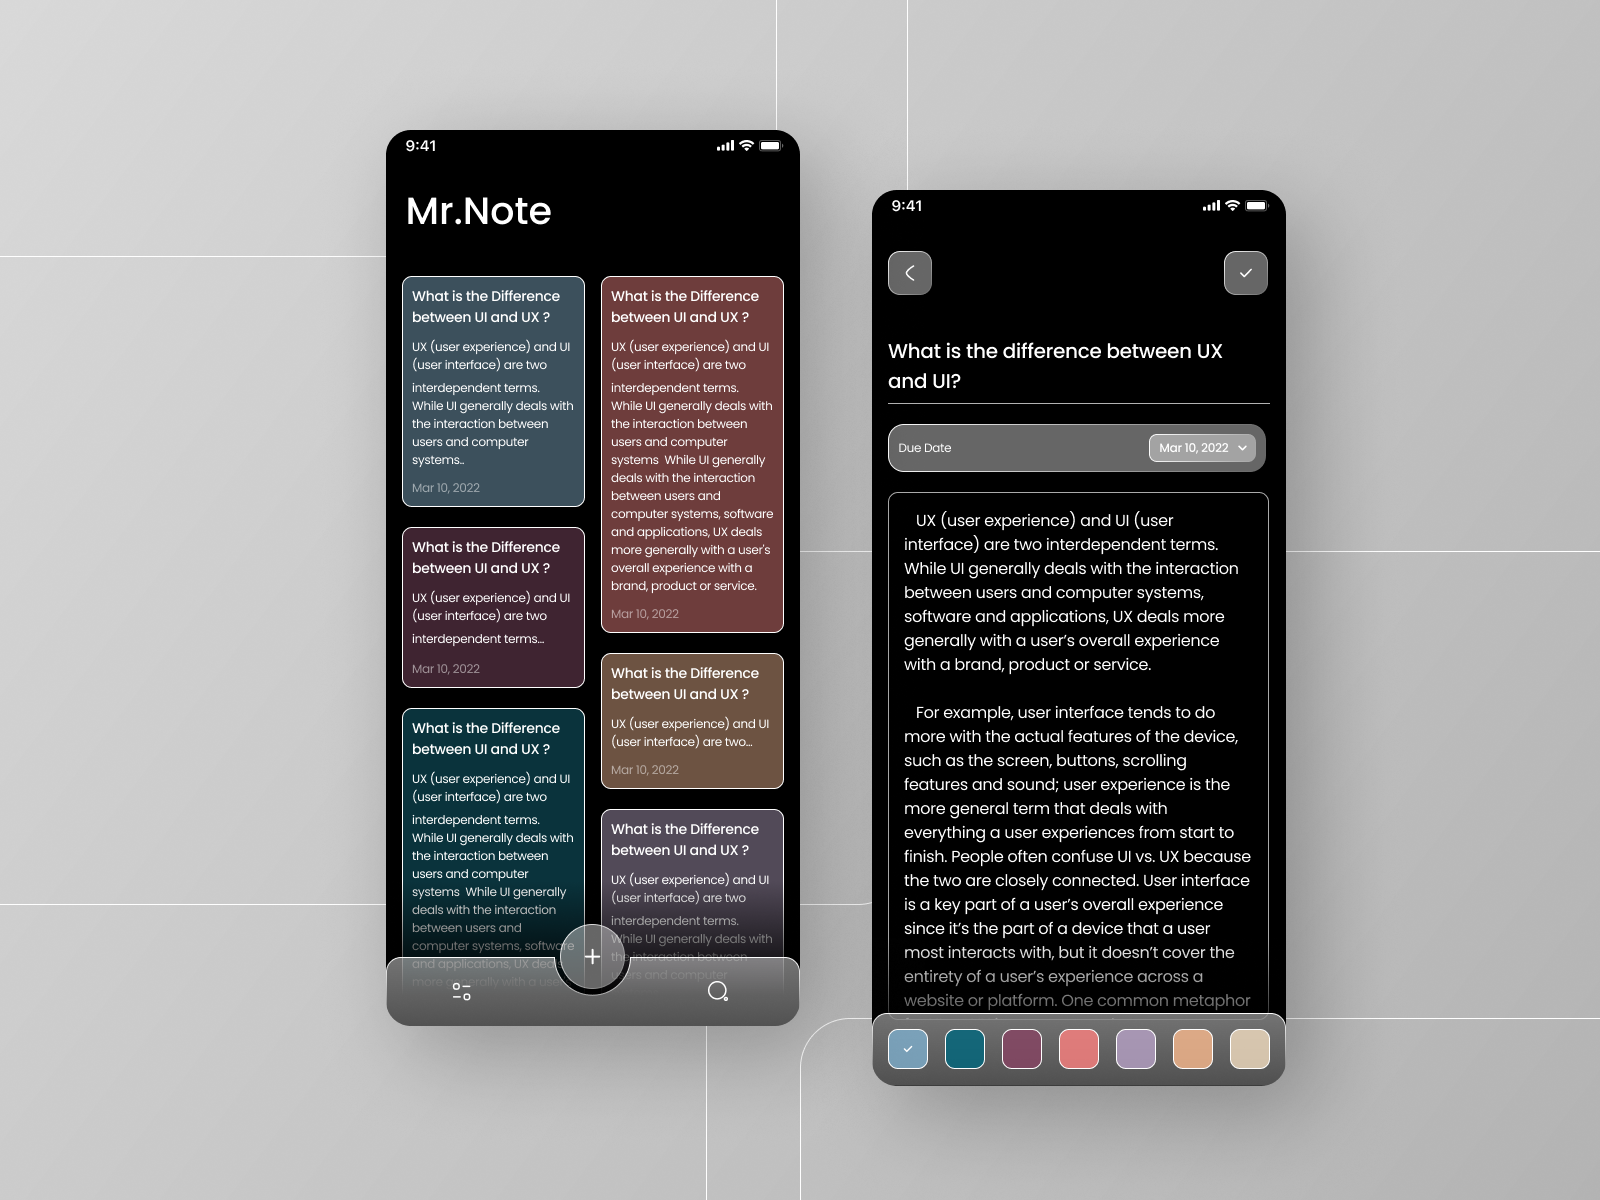 9:41
Mr.Note
What is the Difference
between UI and UX ?
UX (user experience) and UI
(user interface) are two
interdependent terms.
While UI generally deals with
the interaction between
users and computer
systems..
Mar 10, 2022
What is the Difference
between UI and UX ?
UX (user experience) and UI
(user interface) are two
interdependent terms...
Mar 10, 2022
What is the Difference
between UI and UX ?
UX (user experience) and UI
(user interface) are two
interdependent terms.
While UI generally deals with
the interaction between
users and computer
systems  While UI generally
deals with the interaction
between users and
computer systems, software
and applications, UX deals
more generally with a user's
What is the Difference
between UI and UX ?
UX (user experience) and UI
(user interface) are two
interdependent terms.
While UI generally deals with
the interaction between
users and computer
systems  While UI generally
deals with the interaction
between users and
computer systems, software
and applications, UX deals
more generally with a user's
overall experience with a
brand, product or service.
Mar 10, 2022
What is the Difference
between UI and UX ?
UX (user experience) and UI
(user interface) are two...
Mar 10, 2022
What is the Difference
between UI and UX ?
UX (user experience) and UI
(user interface) are two
interdependent terms.
While UI generally deals with
the interaction between
users and computer
9:41
What is the difference between UX
and UI?
Due Date
Mar 10, 2022
UX (user experience) and UI (user
interface) are two interdependent terms.
While UI generally deals with the interaction
between users and computer systems,
software and applications, UX deals more
generally with a user’s overall experience
with a brand, product or service.
For example, user interface tends to do
more with the actual features of the device,
such as the screen, buttons, scrolling
features and sound; user experience is the
more general term that deals with
everything a user experiences from start to
finish. People often confuse UI vs. UX because
the two are closely connected. User interface
is a key part of a user’s overall experience
since it’s the part of a device that a user
most interacts with, but it doesn’t cover the
entirety of a user’s experience across a
website or platform. One common metaphor